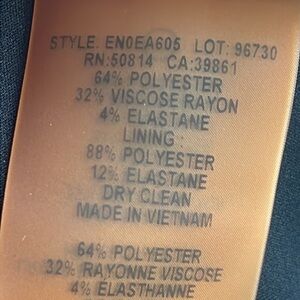 STYLE: EN0EA605 LOT: 96730
RN:50814 CA:39861
64% POLYESTER
32% VISCOSE RAYON
4% ELASTANE
LINING :
88% POLYESTER
12% ELASTANE
DRY CLEAN
MADE IN VIETNAM
64% POLYESTER
32% RAYONNE VISCOSE
4% ELASTHANNE